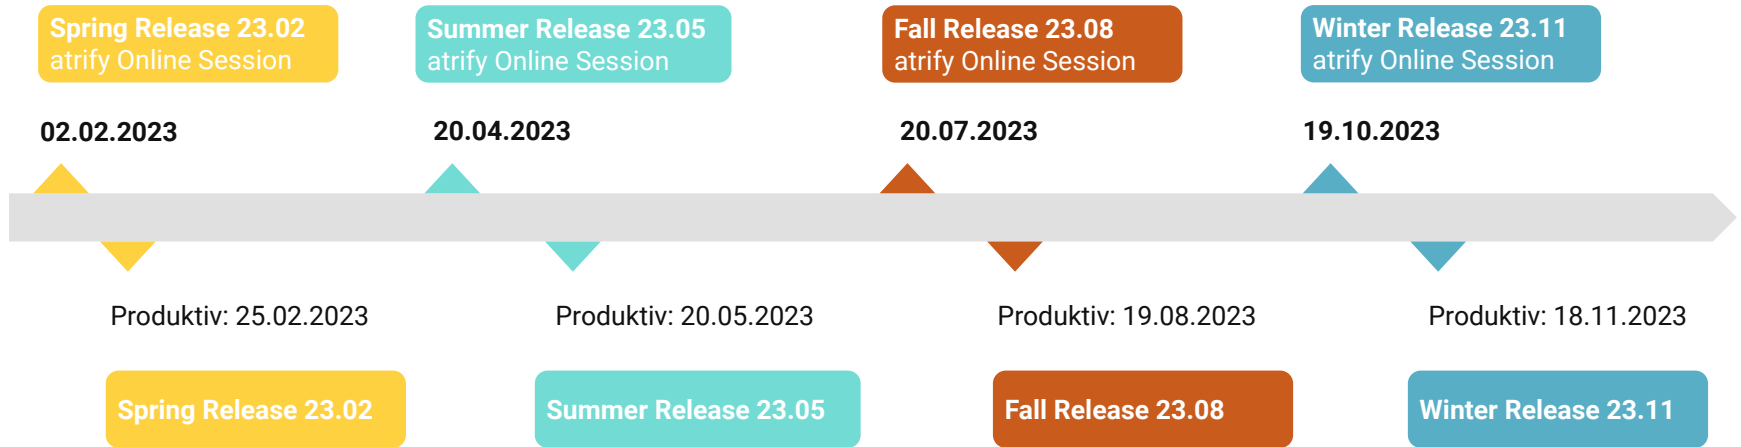 Spring Release 23.02
atrify Online Session
Summer Release 23.05
atrify Online Session
Fall Release 23.08
atrify Online Session
Winter Release 23.11
atrify Online Session
02.02.2023
20.04.2023
20.07.2023
19.10.2023
Produktiv: 25.02.2023
Produktiv: 20.05.2023
Produktiv: 19.08.2023
Produktiv: 18.11.2023
Spring Release 23.02
Summer Release 23.05
Fall Release 23.08
Winter Release 23.11